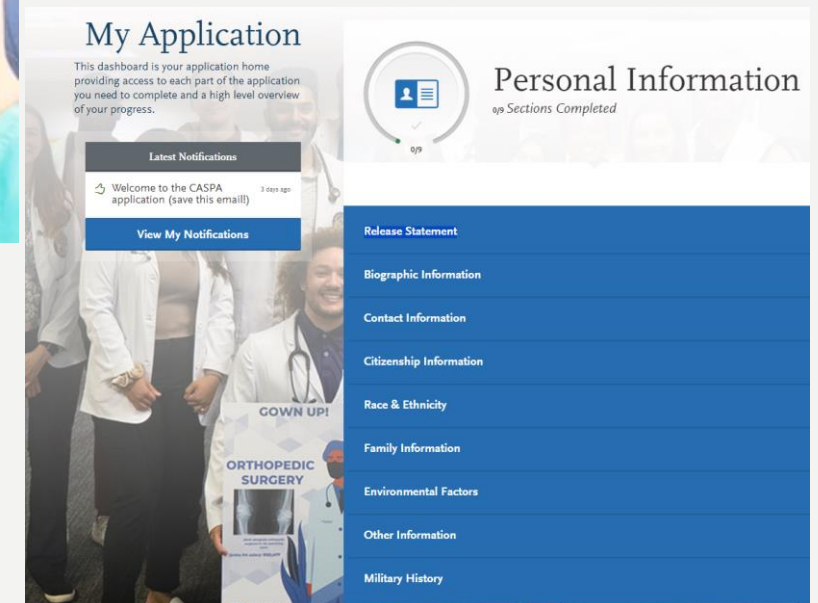 My Application
This dashboard is your application home
providing access to each part of the application
you need to complete and a high level overview
of your progress.
Latest Notifications
Welcome to the CASPA
application (save this emaill)
3 days ago
View My Notifications
GOWN UP!
ORTHOPEDIC
SURGERY
Personal Information
0/9 Sections Completed
0/9
Release Statement
Biographic Information
Contact Information
Citizenship Information
Race & Ethnicity
Family Information
Environmental Factors
Other Information
Military History